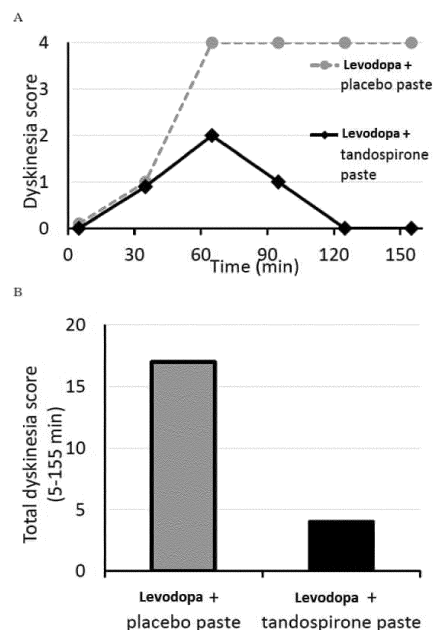 A
4
3
2
1
0
Dyskinesia score
Levodopa +
placebo paste
Levodopa +
tandospirone
paste
0
30
60
90
120
150
Time (min)
B
20
15
10
5
0
Total dyskinesia score
(5-155 min)
Levodopa +
placebo paste
Levodopa +
tandospirone paste